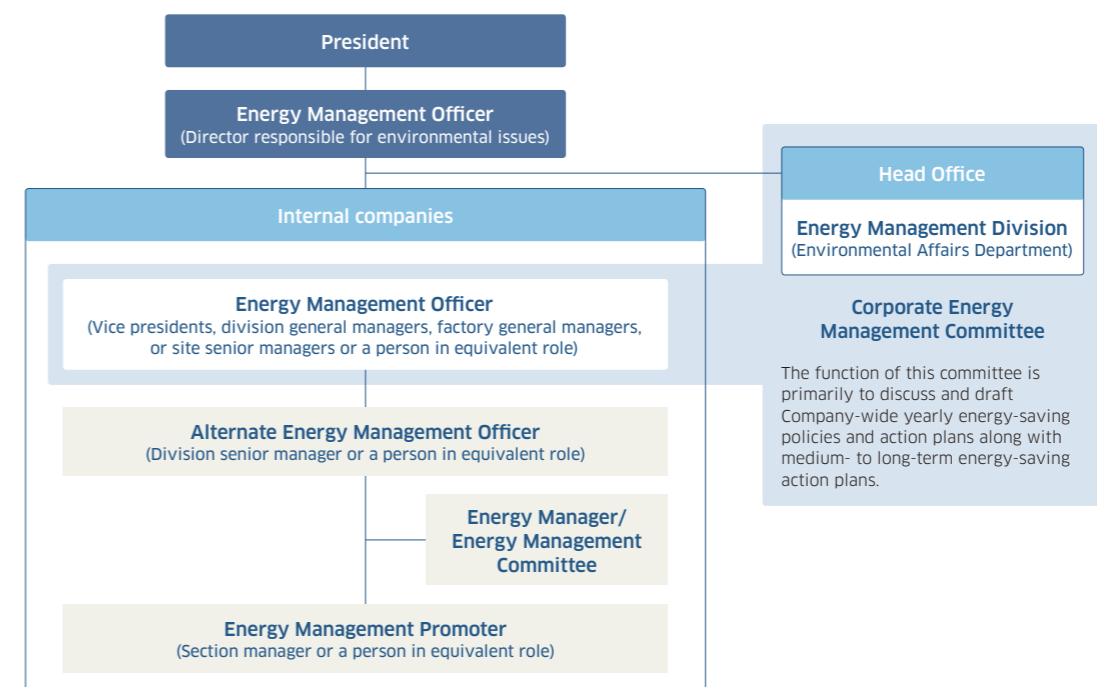 President
Energy Management Officer
(Director responsible for environmental issues)
Head Office
Energy Management Division
(Environmental Affairs Department)
Corporate Energy
Management Committee
The function of this committee is
primarily to discuss and draft
Company-wide yearly energy-saving
policies and action plans along with
medium- to long-term energy-saving
action plans.
Internal companies
Energy Management Officer
(Vice presidents, division general managers, factory general managers,
or site senior managers or a person in equivalent role)
Alternate Energy Management Officer
(Division senior manager or a person in equivalent role)
Energy Manager/
Energy Management
Committee
Energy Management Promoter
(Section manager or a person in equivalent role)